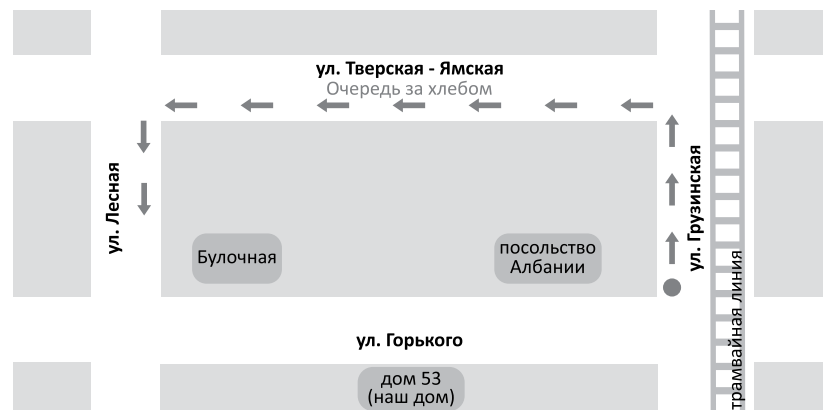 ул. Тверская - Ямская
Очередь за хлебом
ул. Лесная
ул. Грузинская
Булочная
посольство
Албании
трамвайная линия
ул. Горького
дом 53
(наш дом)